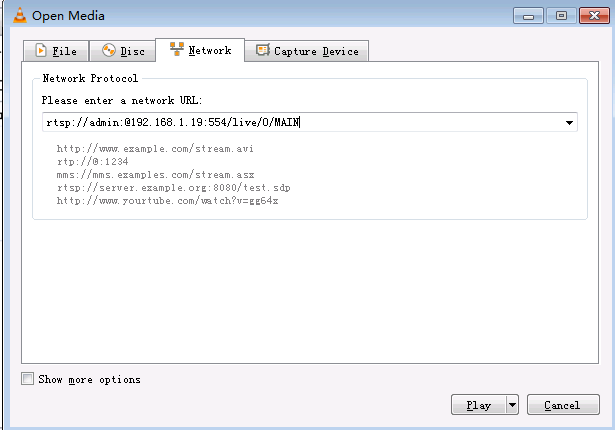 Open Media
File Disc Network Capture Device
Network Protocol
Please enter a network URL:
rtsp://admin:@192.168.1.19:554/live/0/MAIN
http://www.example.com/stream.avi
rtp://@:1234
mms://mms.examples.com/stream.asx
rtsp://server.example.org:8080/test.sdp
http://www.yourtube.com/watch?v=gg64x
Show more options
Play Cancel